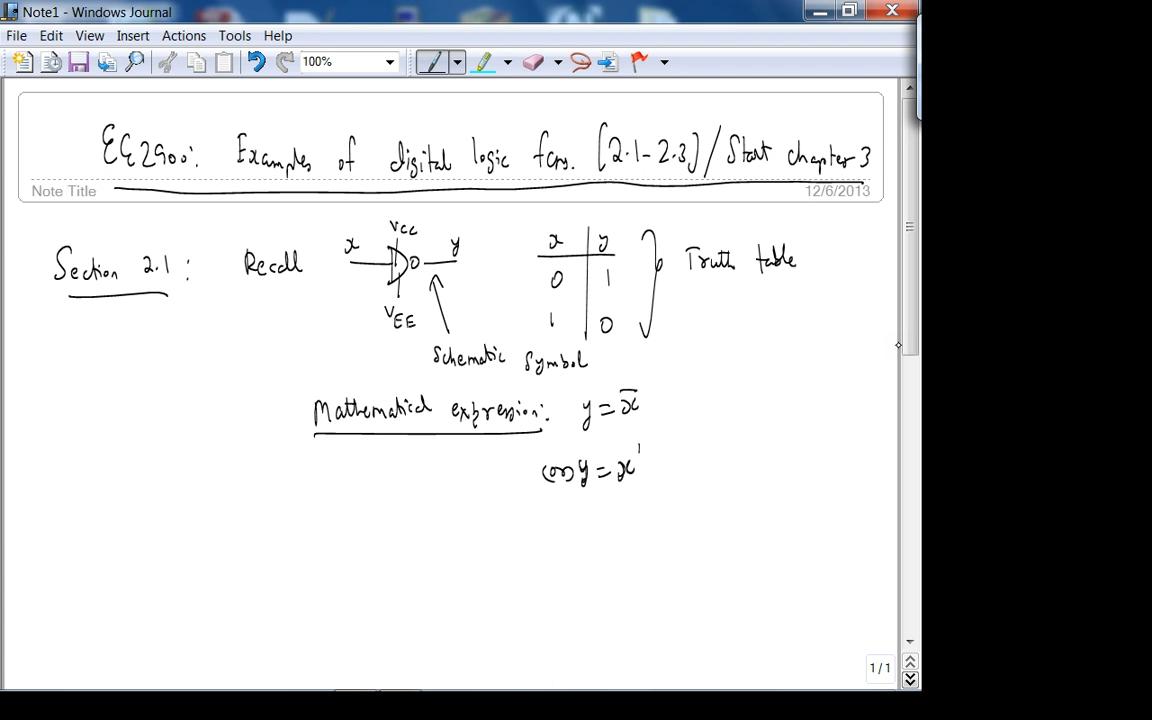 Note1 - Windows Journal
File Edit View Insert Actions Tools Help
100%
EE2900: Examples of digital logic fcns. [2.1-2.3] / Start chapter 3
Note Title
12/6/2013
Section 2.1 : Recall
x VCC y
VEE
x y
0 1
1 0
Truth table
Schematic Symbol
Mathematical expression: y = x̅
(or) y = x'
1 / 1